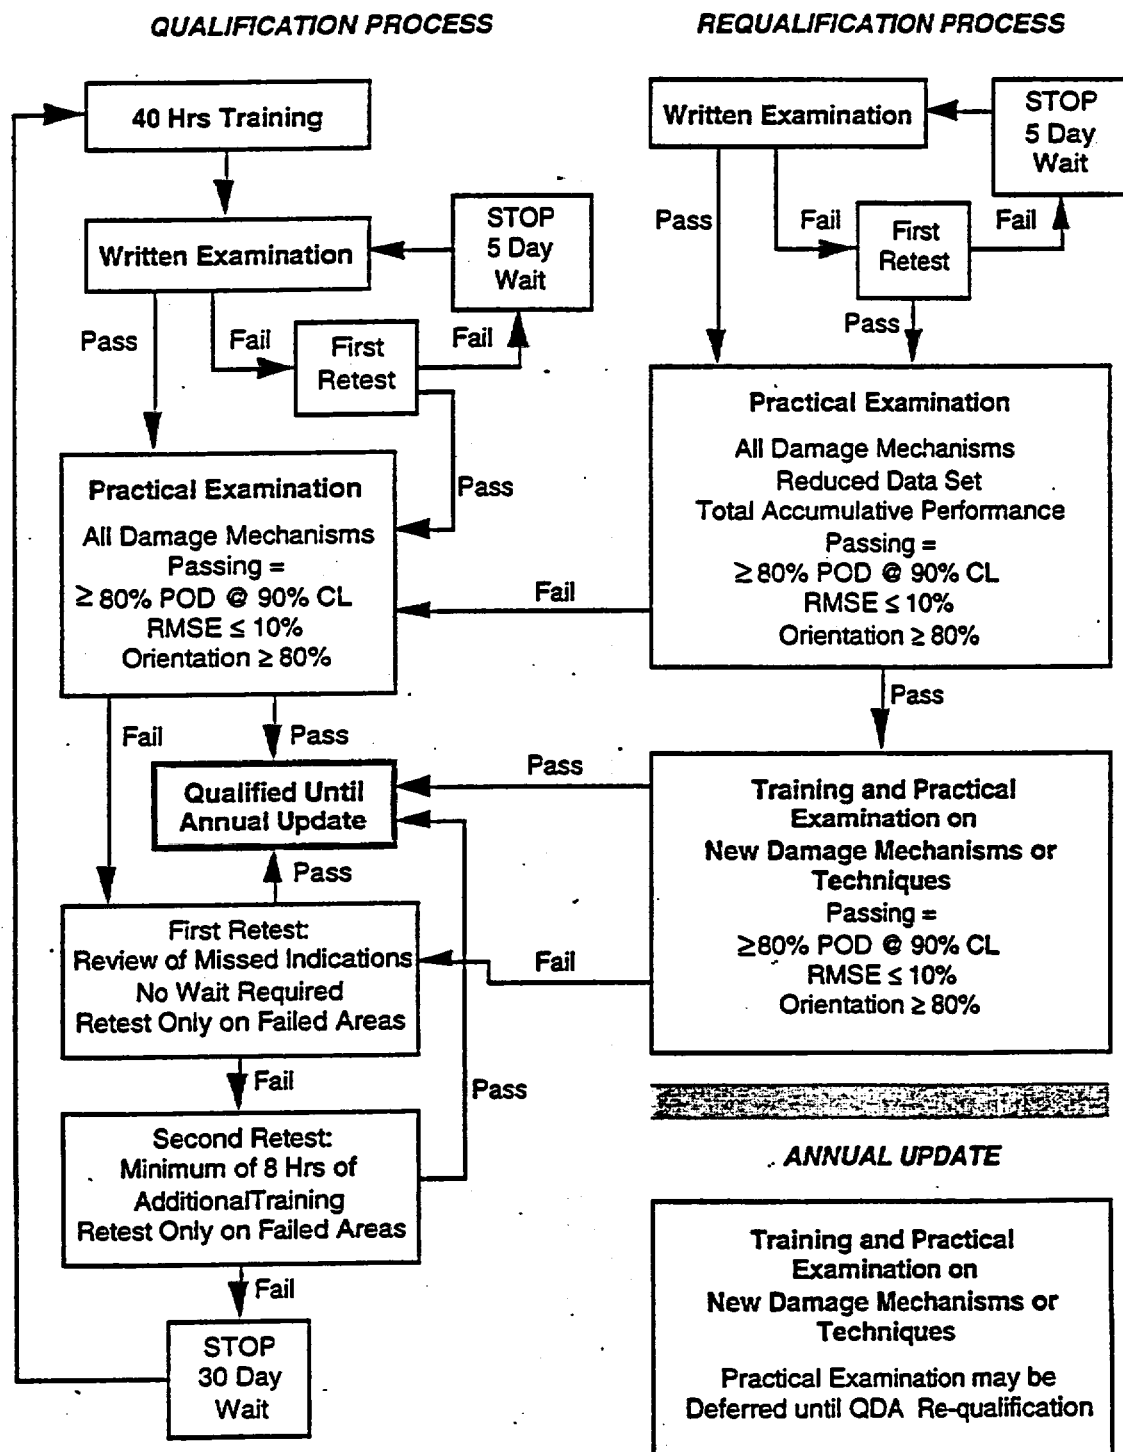 QUALIFICATION PROCESS
40 Hrs Training
Written Examination
STOP
5 Day
Wait
Pass
Fail
First
Retest
Fail
Pass
Practical Examination
All Damage Mechanisms
Passing =
≥ 80% POD @ 90% CL
RMSE ≤ 10%
Orientation ≥ 80%
Fail
Pass
Qualified Until
Annual Update
Pass
First Retest:
Review of Missed Indications
No Wait Required
Retest Only on Failed Areas
Fail
Pass
Second Retest:
Minimum of 8 Hrs of
AdditionalTraining
Retest Only on Failed Areas
Fail
STOP
30 Day
Wait
REQUALIFICATION PROCESS
Written Examination
STOP
5 Day
Wait
Pass
Fail
First
Retest
Fail
Pass
Practical Examination
All Damage Mechanisms
Reduced Data Set
Total Accumulative Performance
Passing =
≥ 80% POD @ 90% CL
RMSE ≤ 10%
Orientation ≥ 80%
Fail
Pass
Training and Practical
Examination on
New Damage Mechanisms or
Techniques
Passing =
≥80% POD @ 90% CL
RMSE ≤ 10%
Orientation ≥ 80%
Pass
Fail
ANNUAL UPDATE
Training and Practical
Examination on
New Damage Mechanisms or
Techniques
Practical Examination may be
Deferred until QDA Re-qualification